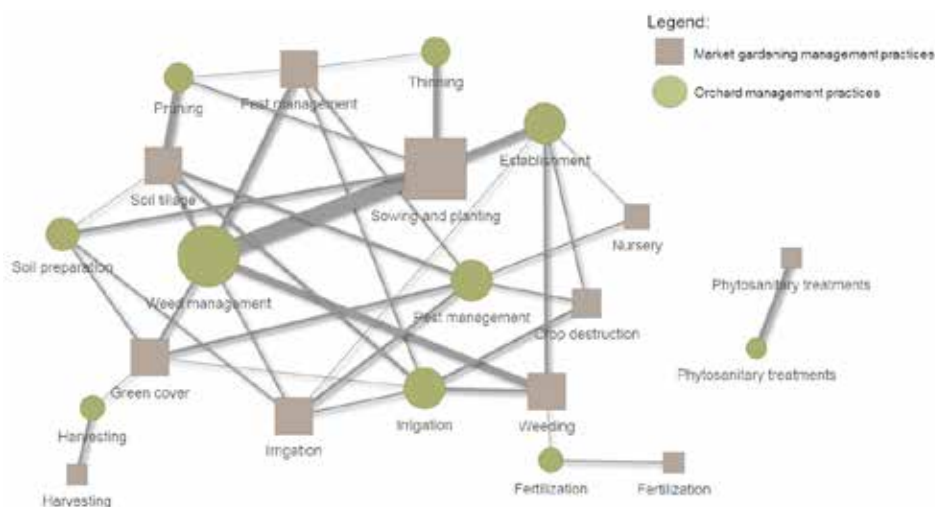 Legend:
Market gardening management practices
Orchard management practices
Thinning
Pest management
Pruning
Establishment
Soil tillage
Sowing and planting
Nursery
Soil preparation
Phytosanitary treatments
Weed management
Pest management
Crop destruction
Phytosanitary treatments
Green cover
Irrigation
Weeding
Harvesting
Irrigation
Fertilization
Fertilization
Harvesting